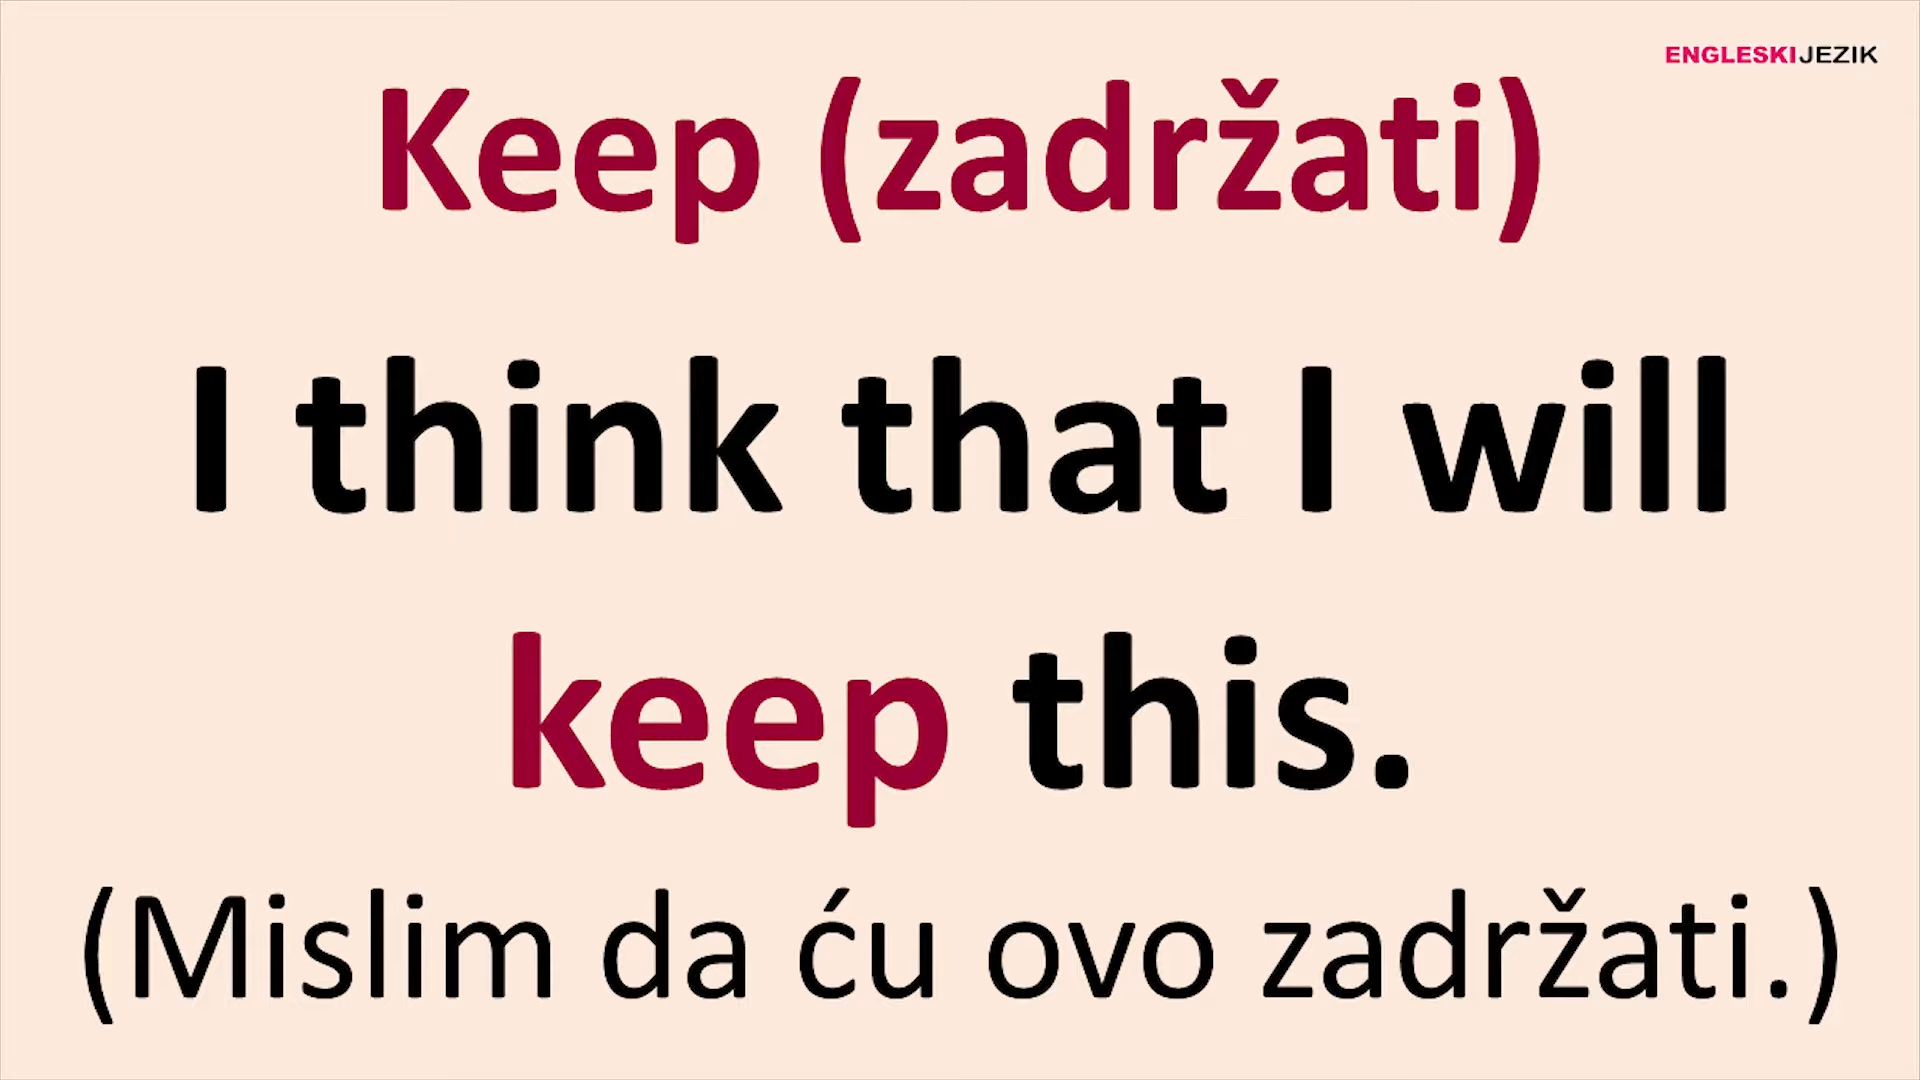 ENGLESKIJEZIK
Keep (zadržati)
I think that I will
keep this.
(Mislim da ću ovo zadržati.)